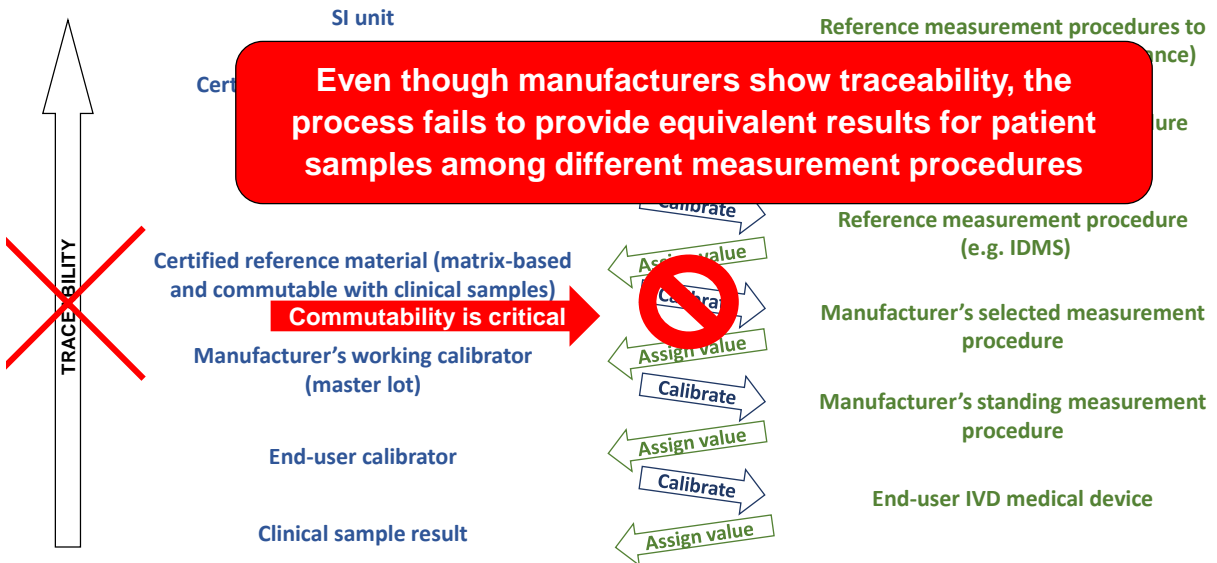 SI unit
Reference measurement procedures to
ance)
Cert
Even though manufacturers show traceability, the
process fails to provide equivalent results for patient
samples among different measurement procedures
dure
Calibrate
Reference measurement procedure
(e.g. IDMS)
Assign value
Certified reference material (matrix-based
and commutable with clinical samples)
Calibrate
Commutability is critical
Manufacturer's selected measurement
procedure
Assign value
Manufacturer's working calibrator
(master lot)
Calibrate
Manufacturer's standing measurement
procedure
Assign value
End-user calibrator
Calibrate
End-user IVD medical device
Clinical sample result
Assign value
TRACEABILITY